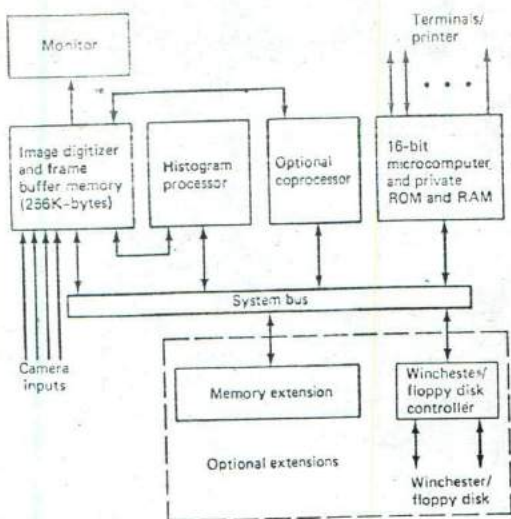 Monitor
Terminals/
printer
Image digitizer
and frame
buffer memory
(256K-bytes)
Histogram
processor
Optional
coprocessor
16-bit
microcomputer
and private
ROM and RAM
System bus
Camera
inputs
Memory extension
Winchester/
floppy disk
controller
Optional extensions
Winchester/
floppy disk